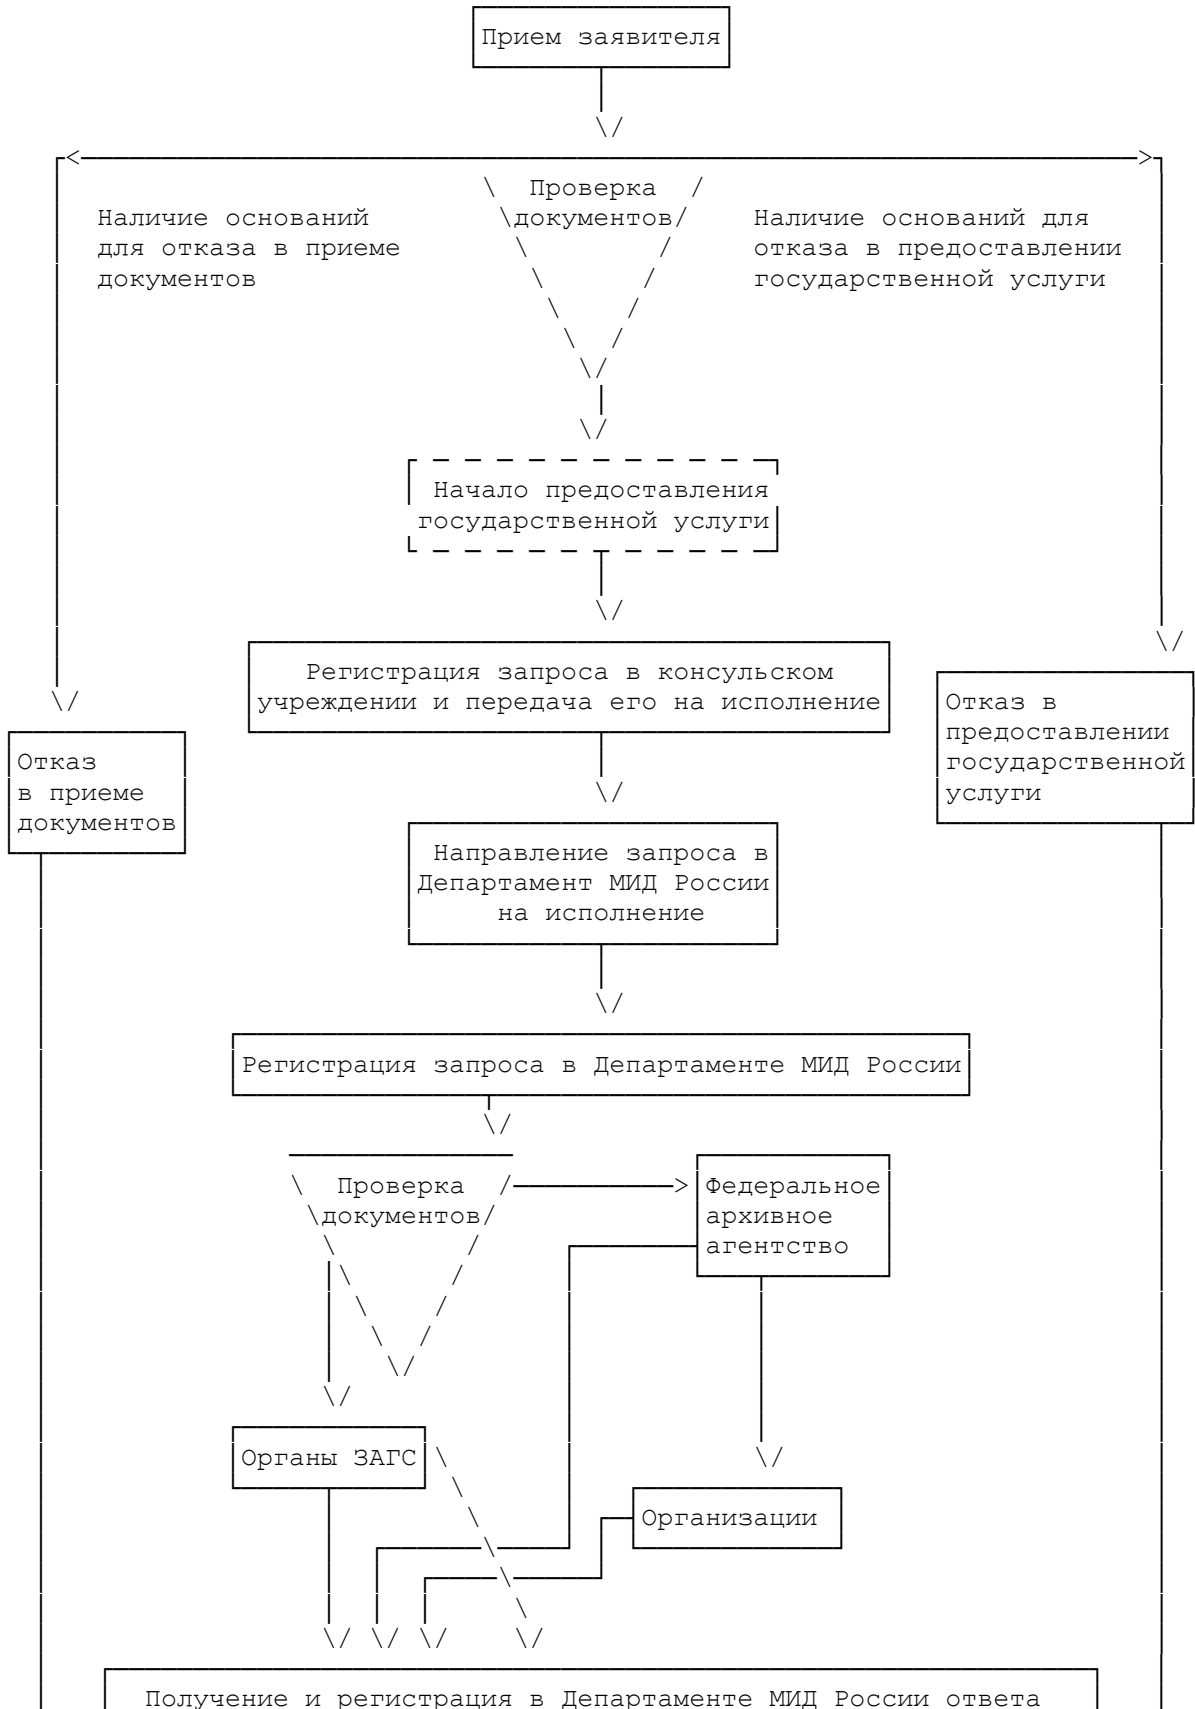 Прием заявителя
Проверка
документов
Наличие оснований
для отказа в приеме
документов
Наличие оснований для
отказа в предоставлении
государственной услуги
Начало предоставления
государственной услуги
Регистрация запроса в консульском
учреждении и передача его на исполнение
Отказ в
предоставлении
государственной
услуги
Отказ
в приеме
документов
Направление запроса в
Департамент МИД России
на исполнение
Регистрация запроса в Департаменте МИД России
Проверка
документов
Федеральное
архивное
агентство
Органы ЗАГС
Организации
Получение и регистрация в Департаменте МИД России ответа